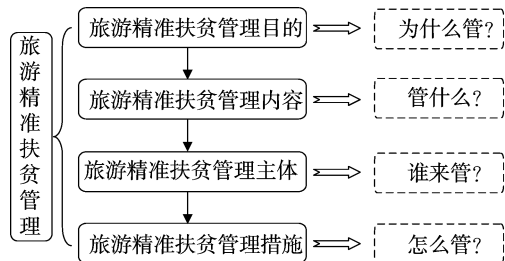 旅游精准扶贫管理
旅游精准扶贫管理目的
为什么管？
旅游精准扶贫管理内容
管什么？
旅游精准扶贫管理主体
谁来管？
旅游精准扶贫管理措施
怎么管？